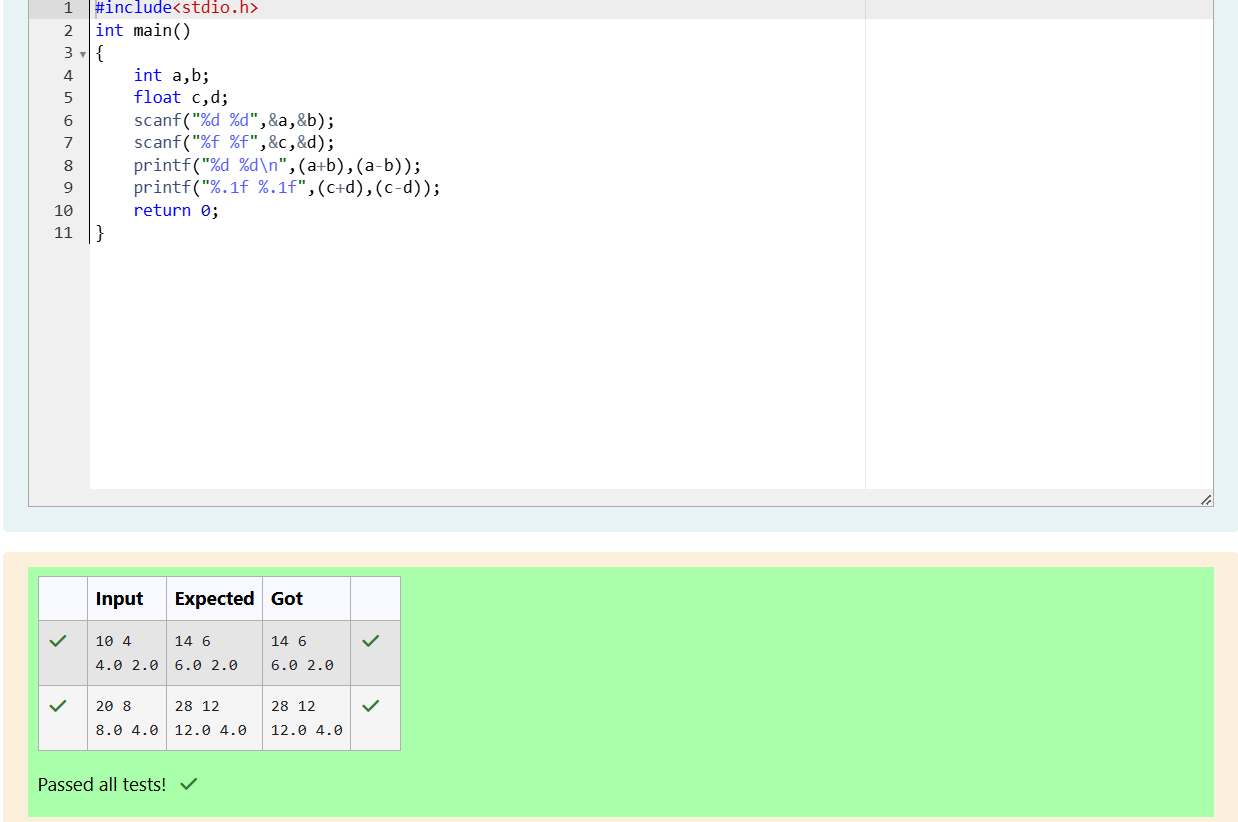 1 #include<stdio.h>
2 int main()
3 {
4 int a,b;
5 float c,d;
6 scanf("%d %d",&a,&b);
7 scanf("%f %f",&c,&d);
8 printf("%d %d\n",(a+b),(a-b));
9 printf("%.1f %.1f",(c+d),(c-d));
10 return 0;
11 }
Input Expected Got
10 4 14 6 14 6
4.0 2.0 6.0 2.0 6.0 2.0
20 8 28 12 28 12
8.0 4.0 12.0 4.0 12.0 4.0
Passed all tests!